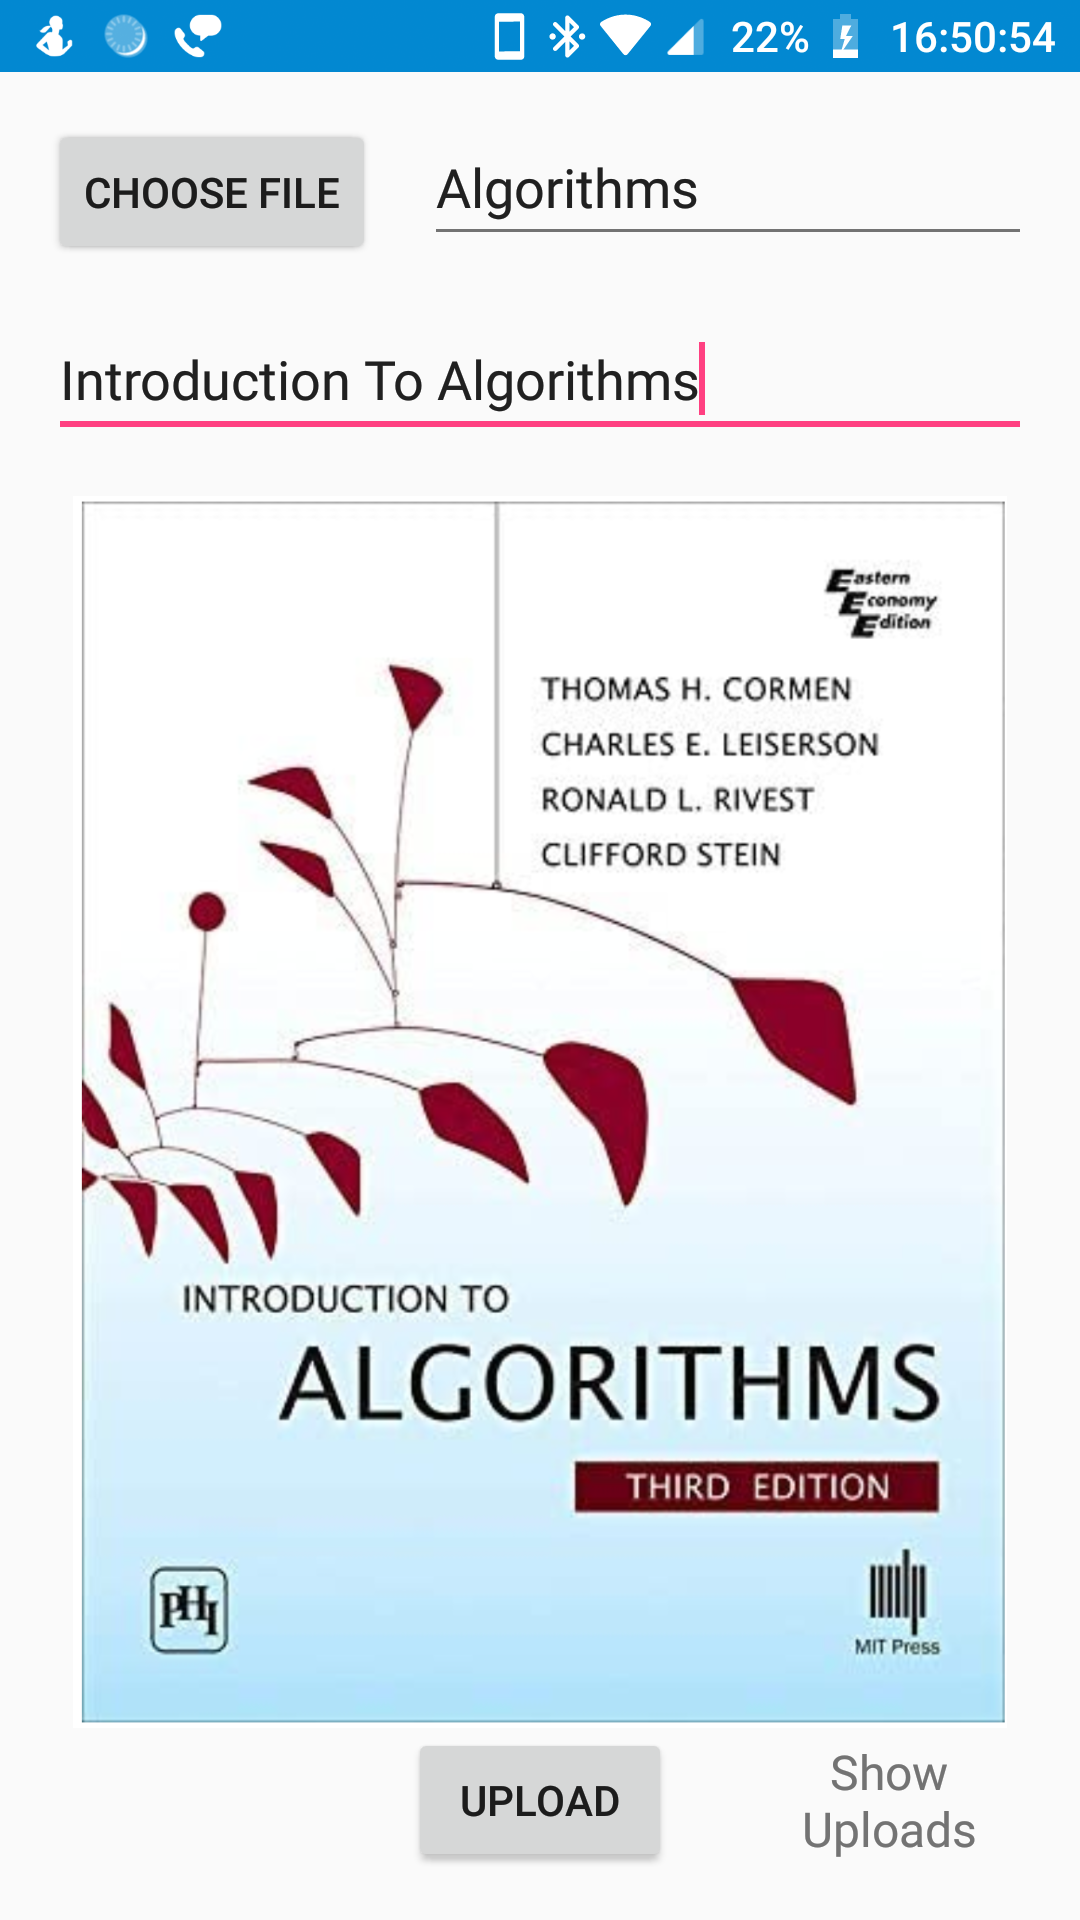 22% 16:50:54
CHOOSE FILE Algorithms
Introduction To Algorithms
Eastern
Economy
Edition
THOMAS H. CORMEN
CHARLES E. LEISERSON
RONALD L. RIVEST
CLIFFORD STEIN
INTRODUCTION TO
ALGORITHMS
THIRD EDITION
PHI
MIT Press
UPLOAD
Show
Uploads